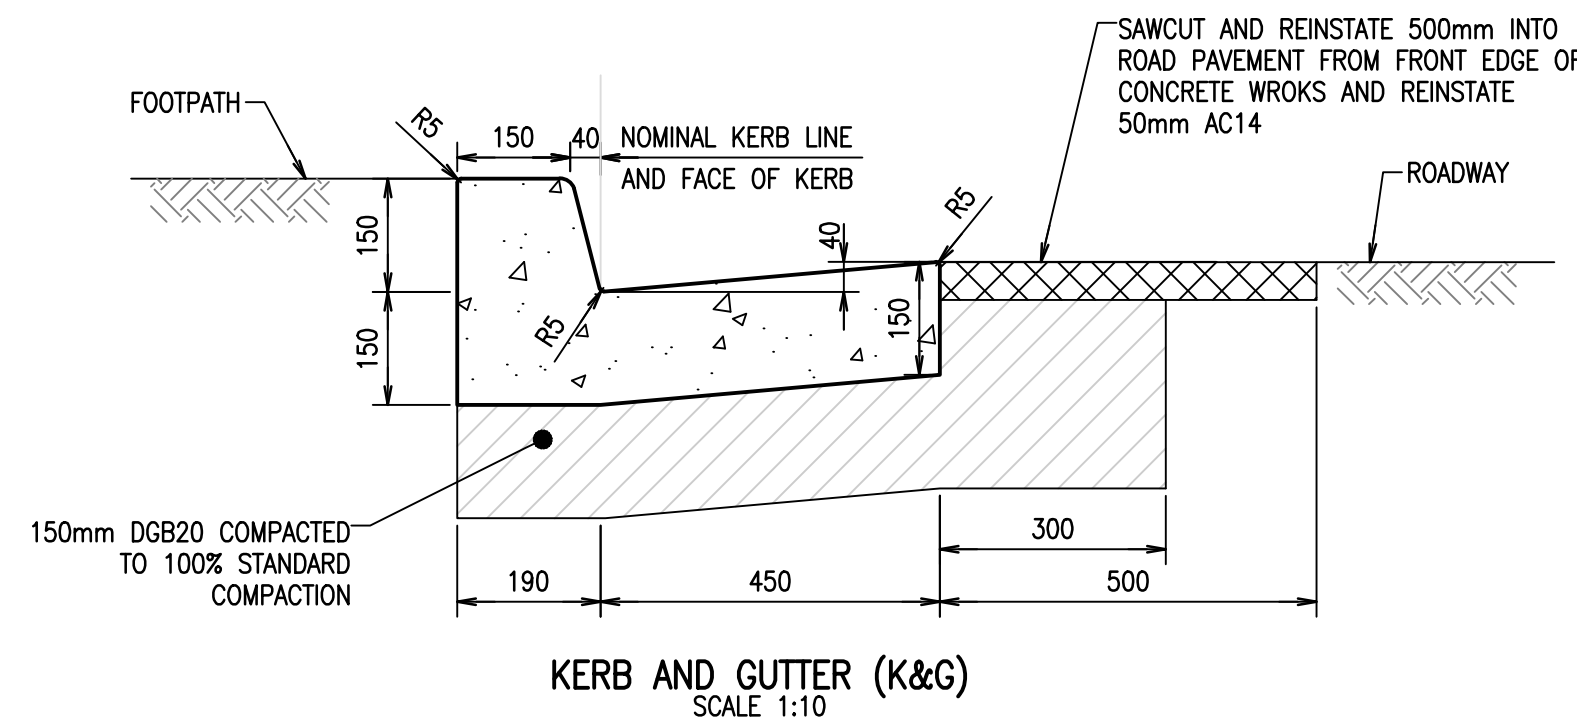 SAWCUT AND REINSTATE 500mm INTO
ROAD PAVEMENT FROM FRONT EDGE OF
CONCRETE WROKS AND REINSTATE
50mm AC14
FOOTPATH
R5
150
40
NOMINAL KERB LINE
AND FACE OF KERB
ROADWAY
R5
40
150
150
R5
150
150mm DGB20 COMPACTED
TO 100% STANDARD
COMPACTION
300
190
450
500
KERB AND GUTTER (K&G)
SCALE 1:10